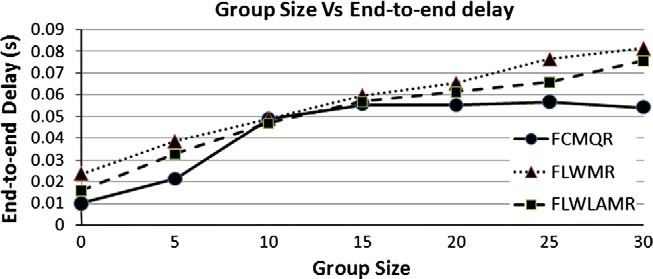 Group Size Vs End-to-end delay
End-to-end Delay (s)
0.09
0.08
0.07
0.06
0.05
0.04
0.03
0.02
0.01
0
0 5 10 15 20 25 30
Group Size
FCMQR
FLWMR
FLWLAMR